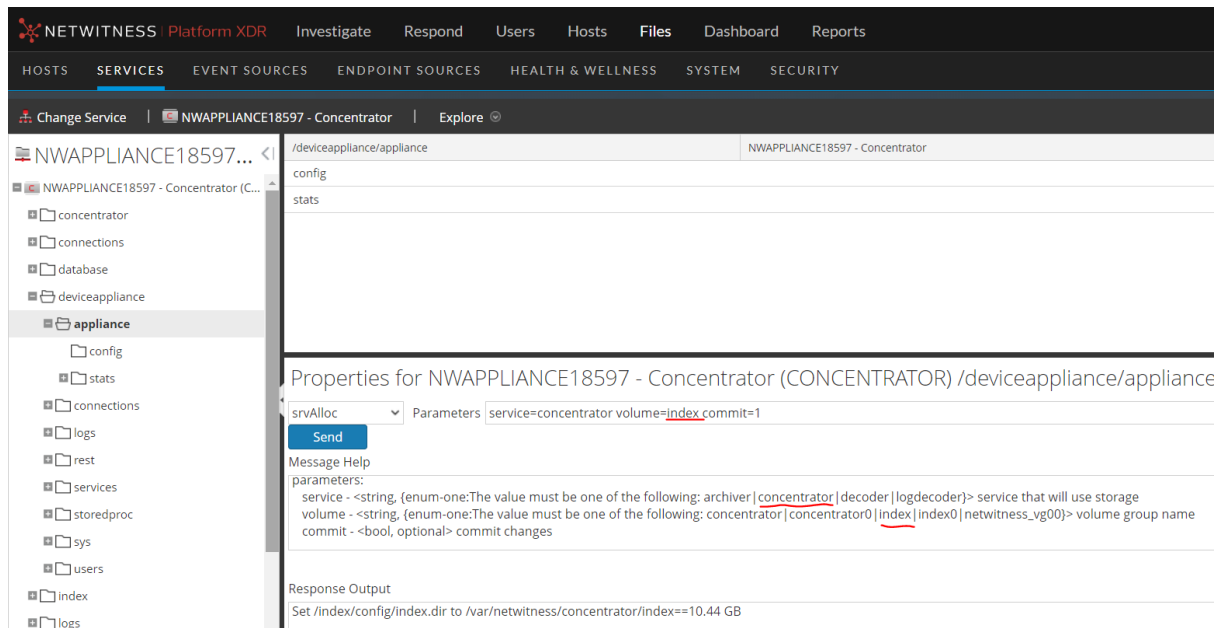 NETWITNESS Platform XDR Investigate Respond Users Hosts Files Dashboard Reports
HOSTS SERVICES EVENT SOURCES ENDPOINT SOURCES HEALTH & WELLNESS SYSTEM SECURITY
Change Service | C NWAPPLIANCE18597 - Concentrator | Explore
NWAPPLIANCE18597...
C NWAPPLIANCE18597 - Concentrator (C...
concentrator
connections
database
deviceappliance
appliance
config
stats
connections
logs
rest
services
storedproc
sys
users
index
logs
/deviceappliance/appliance NWAPPLIANCE18597 - Concentrator
config
stats
Properties for NWAPPLIANCE18597 - Concentrator (CONCENTRATOR) /deviceappliance/appliance
srvAlloc Parameters service=concentrator volume=index commit=1
Send
Message Help
parameters:
service - <string, {enum-one:The value must be one of the following: archiver|concentrator|decoder|logdecoder}> service that will use storage
volume - <string, {enum-one:The value must be one of the following: concentrator|concentrator0|index|index0|netwitness_vg00}> volume group name
commit - <bool, optional> commit changes
Response Output
Set /index/config/index.dir to /var/netwitness/concentrator/index==10.44 GB